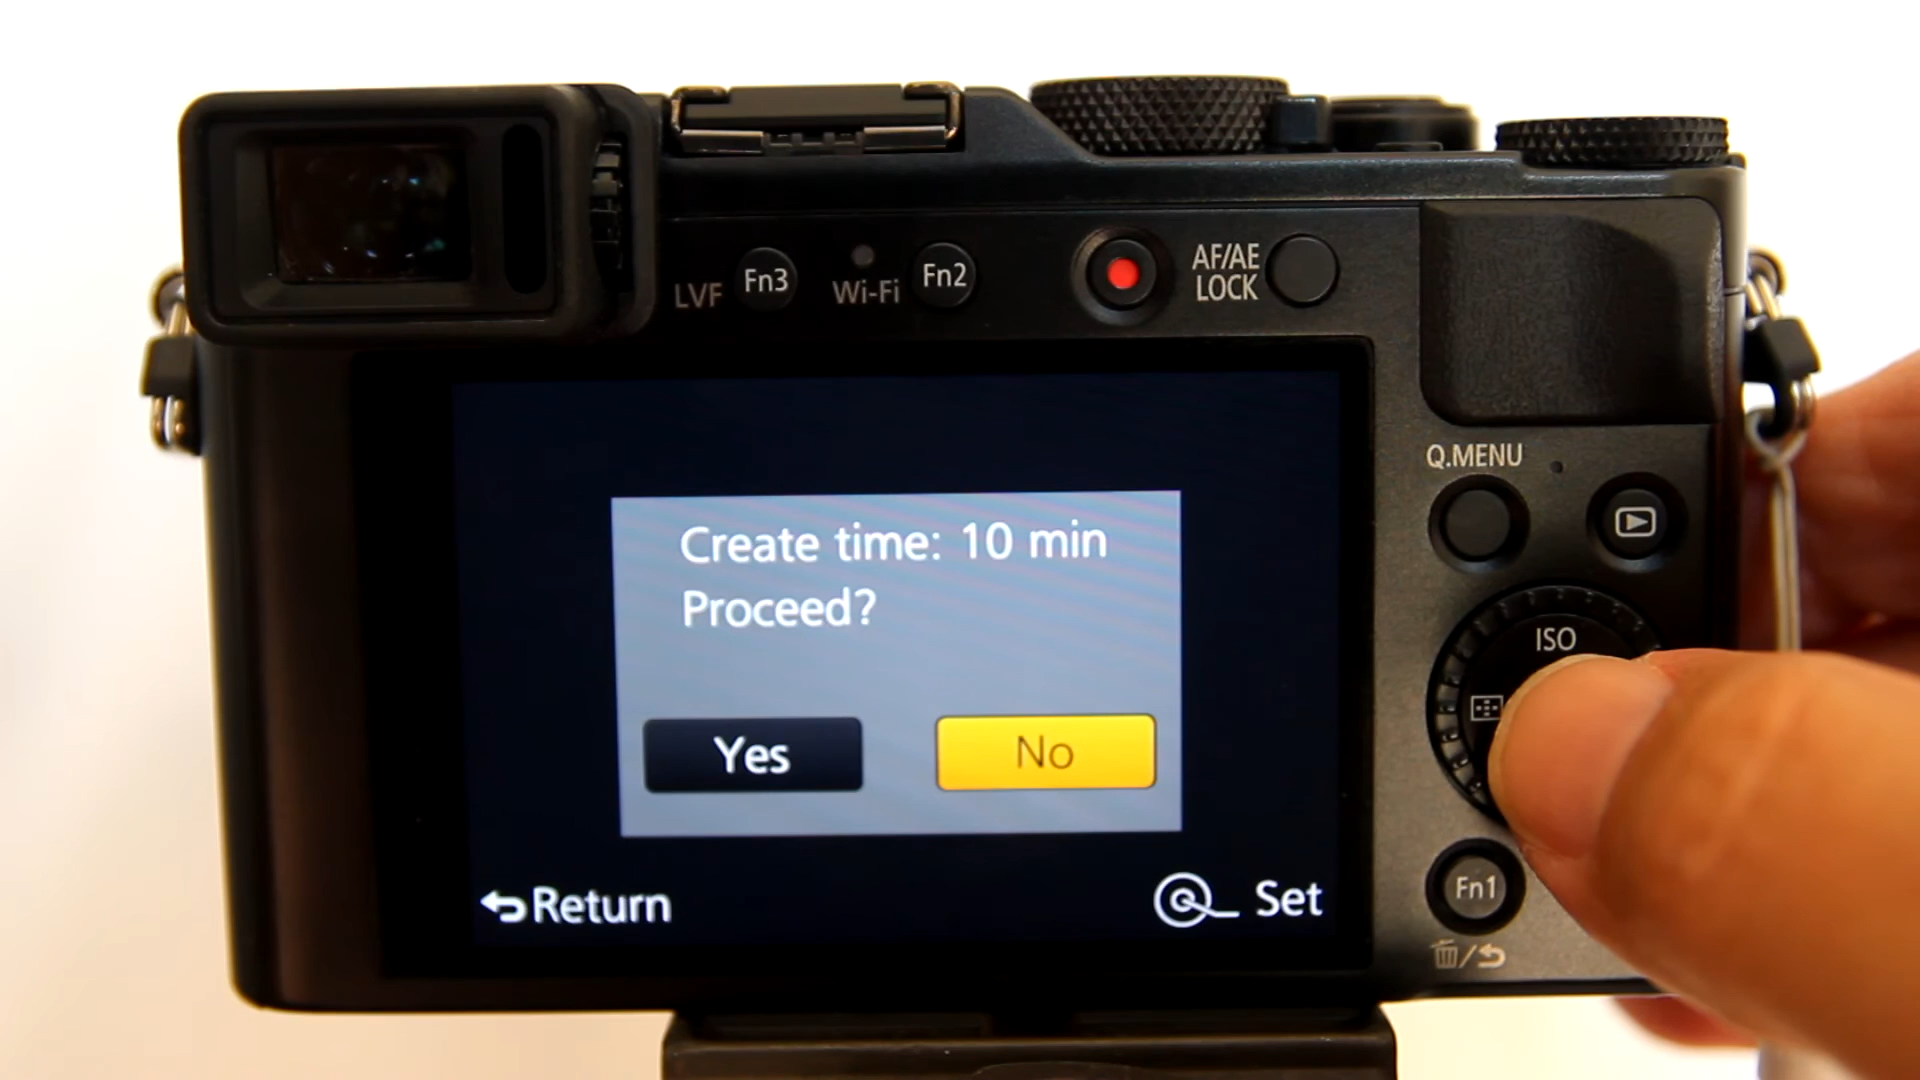 LVF Fn3 Wi-Fi Fn2 AF/AE
LOCK
Q.MENU
Create time: 10 min
Proceed?
ISO
Yes No
Fn1
Return Set